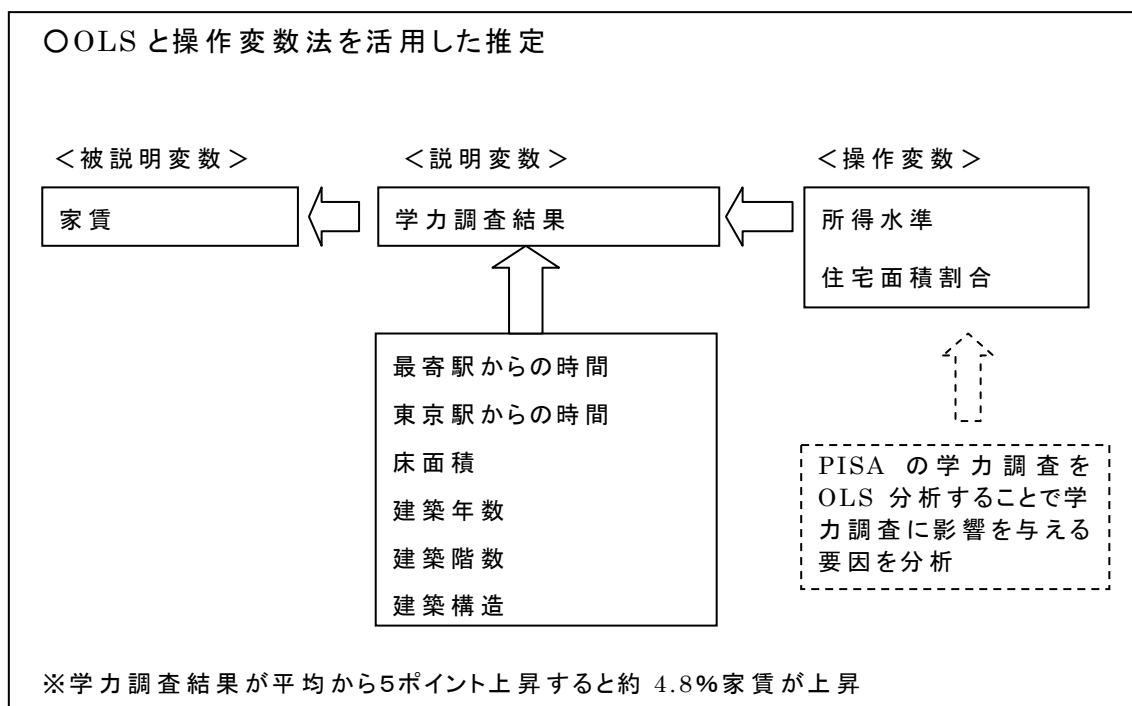 〇OLSと操作変数法を活用した推定
＜被説明変数＞
＜説明変数＞
＜操作変数＞
家賃
学力調査結果
所得水準
住宅面積割合
最寄駅からの時間
東京駅からの時間
床面積
建築年数
建築階数
建築構造
PISA の学力調査を
OLS 分析することで学
力調査に影響を与える
要因を分析
※学力調査結果が平均から5ポイント上昇すると約 4.8%家賃が上昇